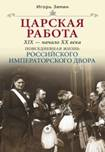 Игорь Зимин
ЦАРСКАЯ
РАБОТА
XIX — начало XX века
ПОВСЕДНЕВНАЯ ЖИЗНЬ
РОССИЙСКОГО
ИМПЕРАТОРСКОГО ДВОРА